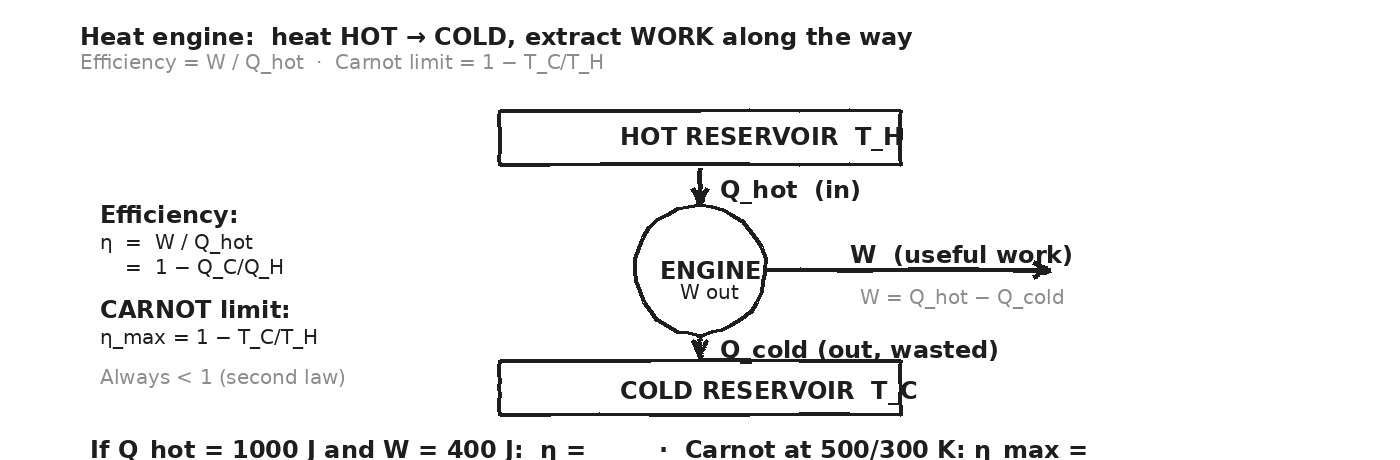 Heat engine:  heat HOT → COLD, extract WORK along the way
Efficiency = W / Q_hot  ·  Carnot limit = 1 − T_C/T_H
HOT RESERVOIR  T_H
Q_hot  (in)
Efficiency:
η  =  W / Q_hot
=  1 − Q_C/Q_H
CARNOT limit:
η_max = 1 − T_C/T_H
Always < 1 (second law)
ENGINE
W out
W  (useful work)
W = Q_hot − Q_cold
Q_cold (out, wasted)
COLD RESERVOIR  T_C
If Q_hot = 1000 J and W = 400 J:  η =         ·  Carnot at 500/300 K: η_max =